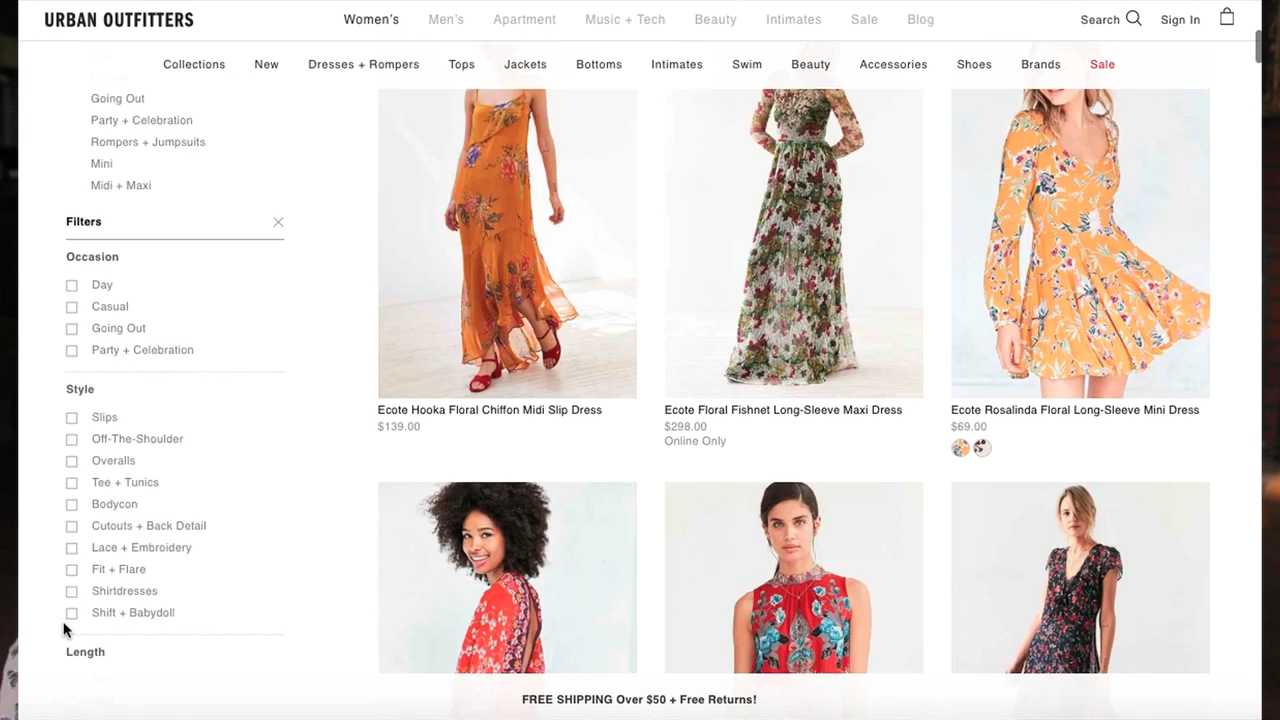 URBAN OUTFITTERS
Women's Men's Apartment Music + Tech Beauty Intimates Sale Blog
Search Sign In
Collections New Dresses + Rompers Tops Jackets Bottoms Intimates Swim Beauty Accessories Shoes Brands Sale
Going Out
Party + Celebration
Rompers + Jumpsuits
Mini
Midi + Maxi
Filters
Occasion
Day
Casual
Going Out
Party + Celebration
Style
Slips
Off-The-Shoulder
Overalls
Tee + Tunics
Bodycon
Cutouts + Back Detail
Lace + Embroidery
Fit + Flare
Shirtdresses
Shift + Babydoll
Length
Ecote Hooka Floral Chiffon Midi Slip Dress
$139.00
Ecote Floral Fishnet Long-Sleeve Maxi Dress
$298.00
Online Only
Ecote Rosalinda Floral Long-Sleeve Mini Dress
$69.00
FREE SHIPPING Over $50 + Free Returns!